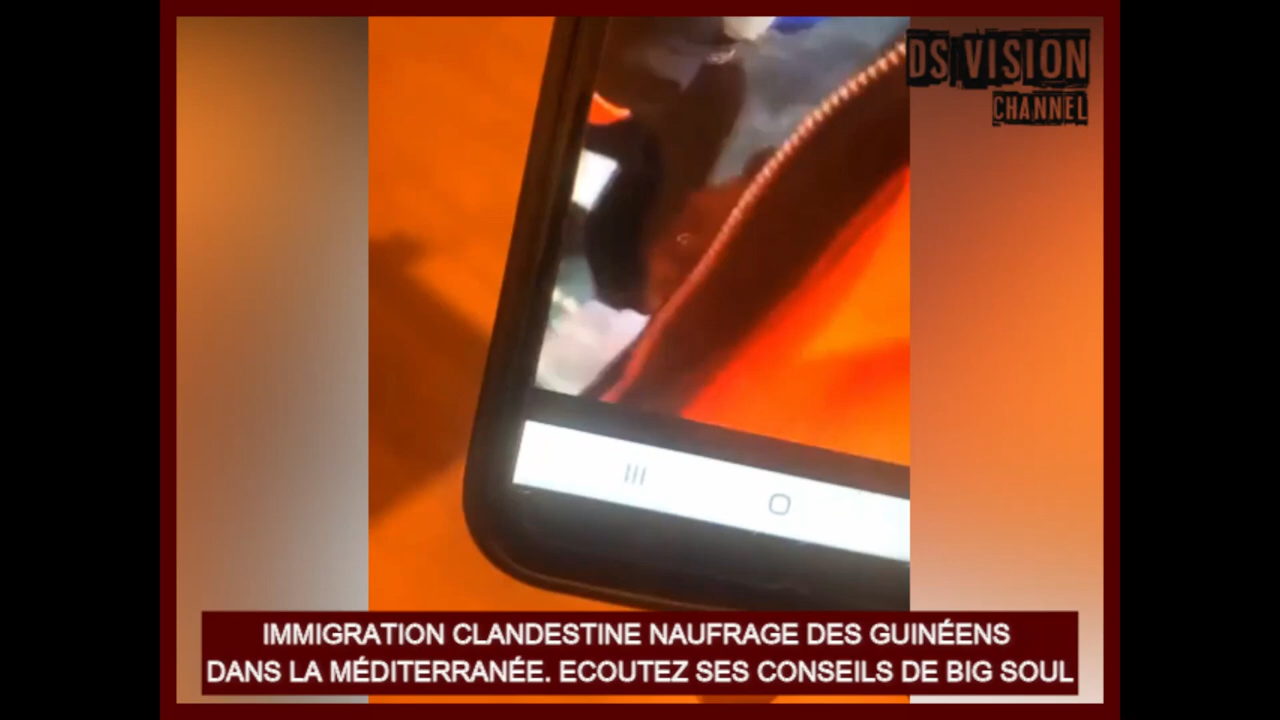 DS VISION
CHANNEL
IMMIGRATION CLANDESTINE NAUFRAGE DES GUINÉENS
DANS LA MÉDITERRANÉE. ECOUTEZ SES CONSEILS DE BIG SOUL